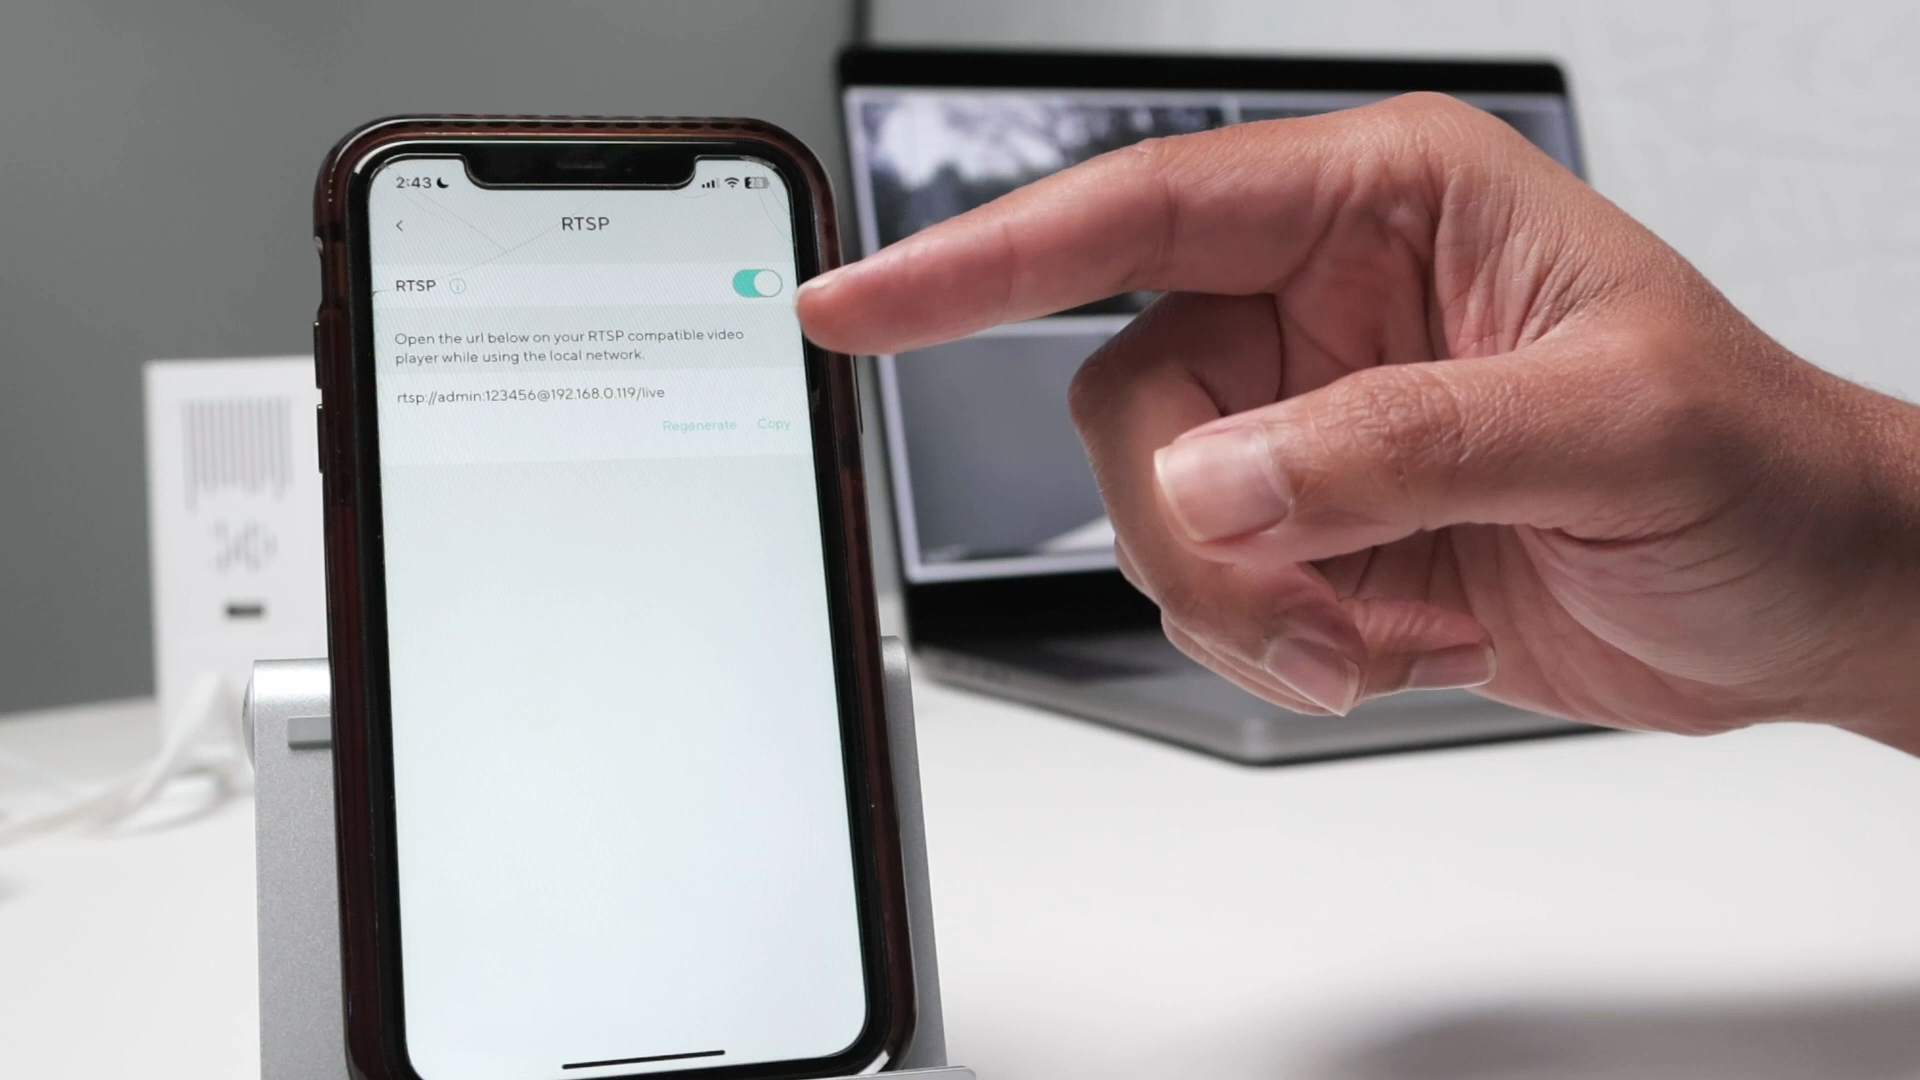 2:43
RTSP
RTSP
Open the url below on your RTSP compatible video
player while using the local network.
rtsp://admin:123456@192.168.0.119/live
Regenerate Copy